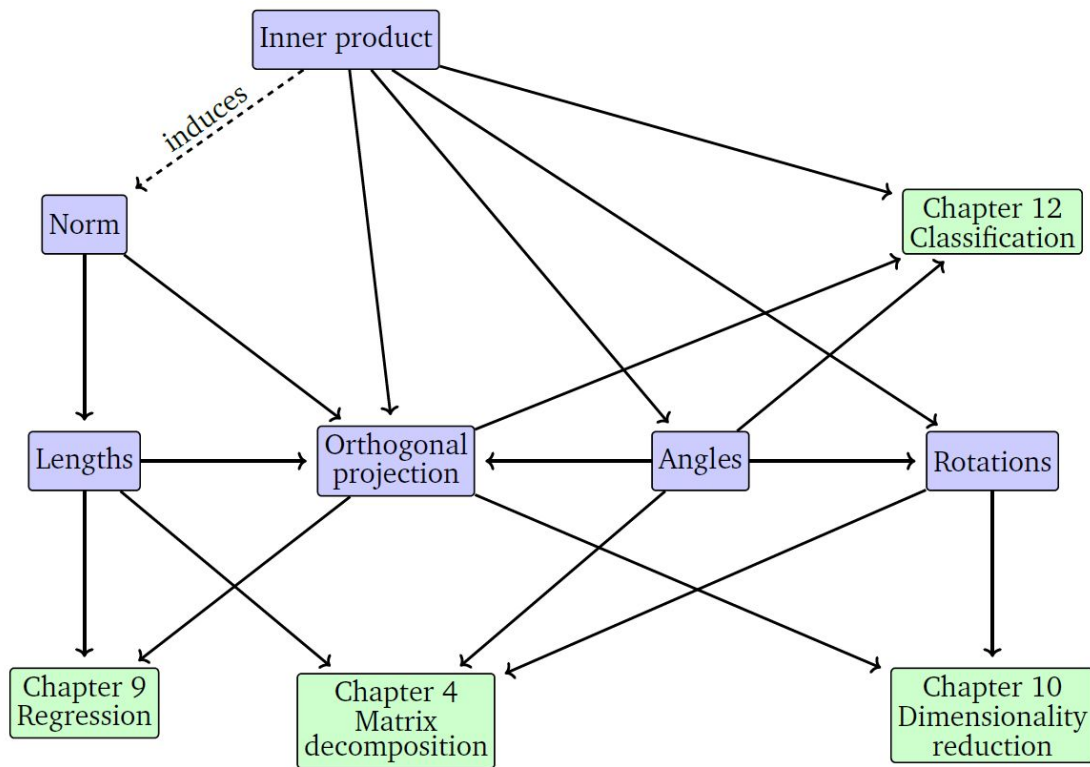 Inner product
induces
Norm
Chapter 12
Classification
Lengths
Orthogonal
projection
Angles
Rotations
Chapter 9
Regression
Chapter 4
Matrix
decomposition
Chapter 10
Dimensionality
reduction